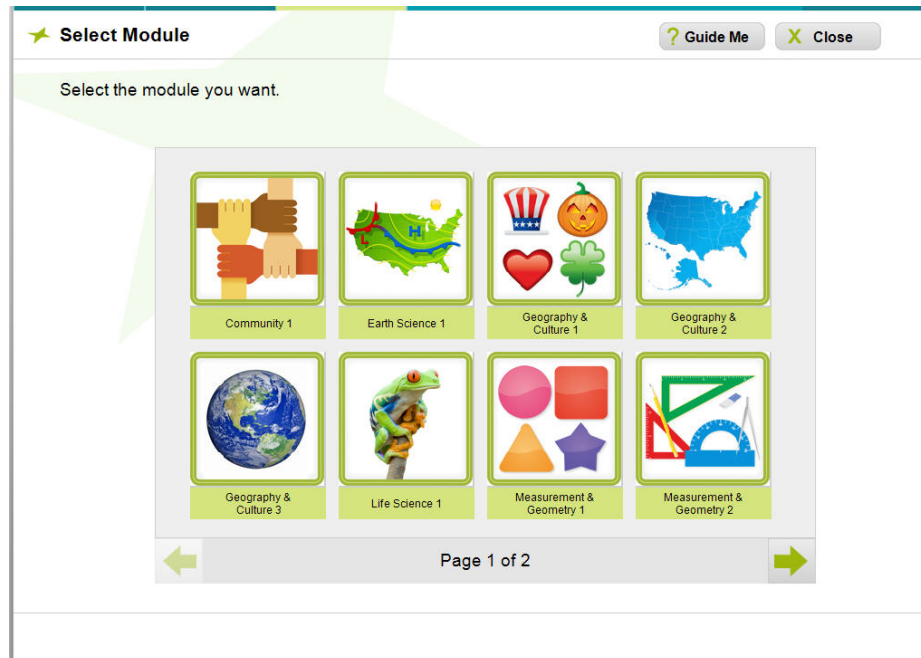 Select Module
? Guide Me
X Close
Select the module you want.
L
H
Community 1
Earth Science 1
Geography &
Culture 1
Geography &
Culture 2
Geography &
Culture 3
Life Science 1
Measurement &
Geometry 1
Measurement &
Geometry 2
Page 1 of 2